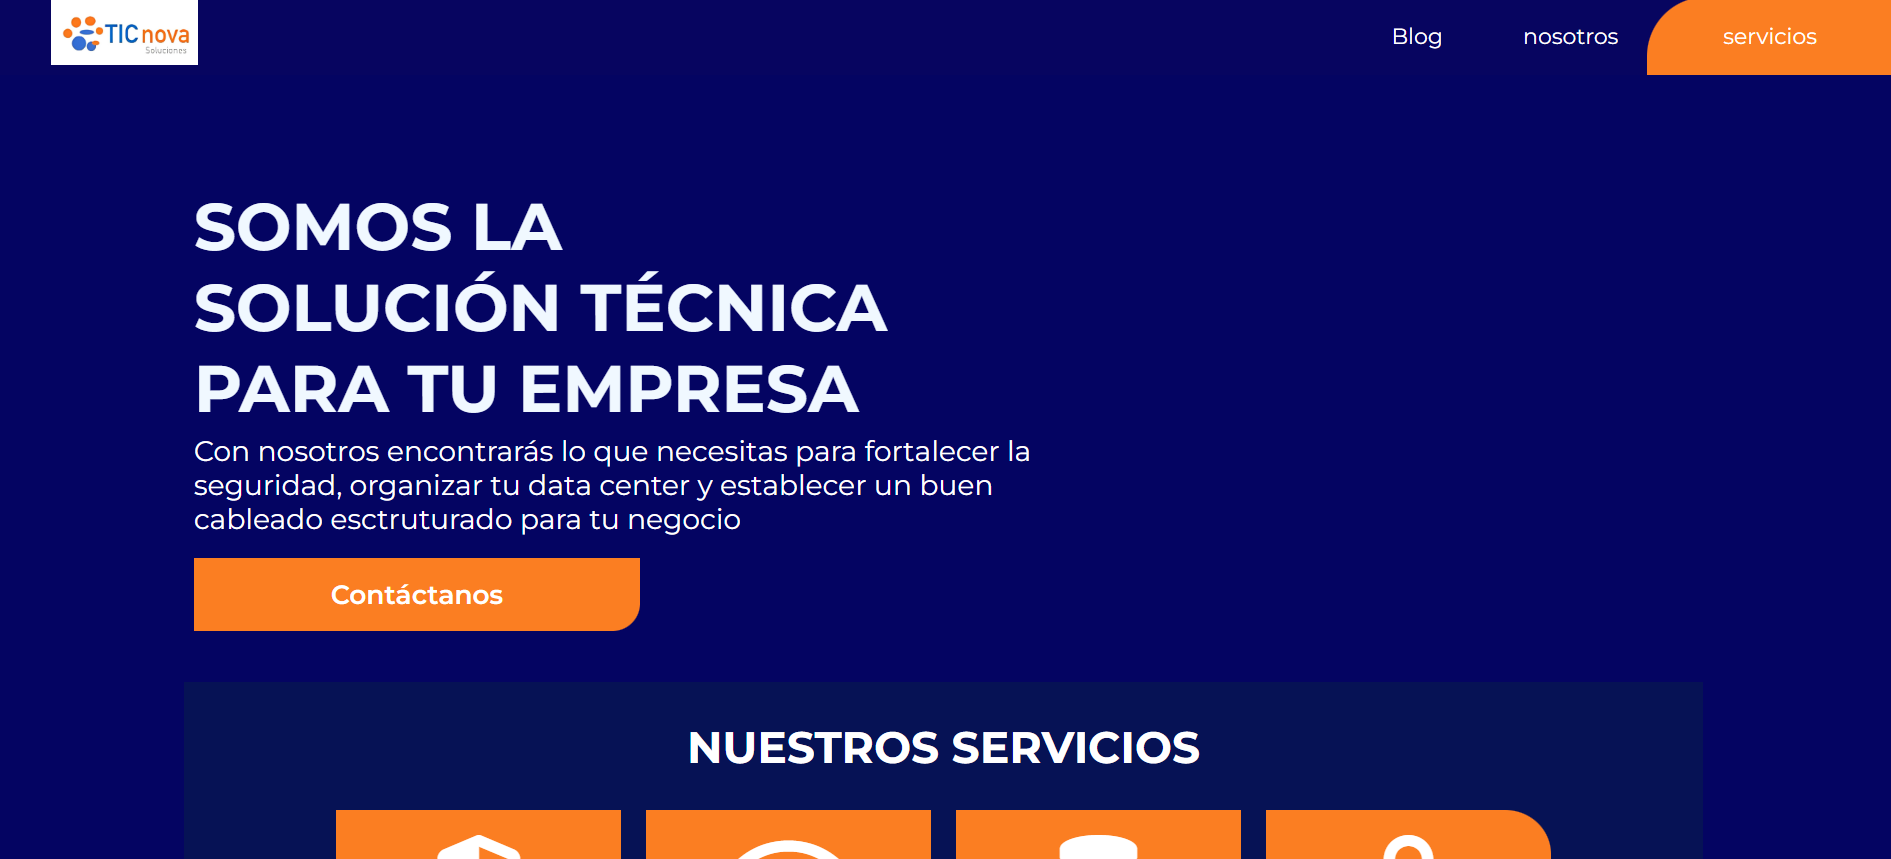 TICnova
Soluciones
Blog nosotros servicios
SOMOS LA
SOLUCIÓN TÉCNICA
PARA TU EMPRESA
Con nosotros encontrarás lo que necesitas para fortalecer la
seguridad, organizar tu data center y establecer un buen
cableado esctruturado para tu negocio
Contáctanos
NUESTROS SERVICIOS